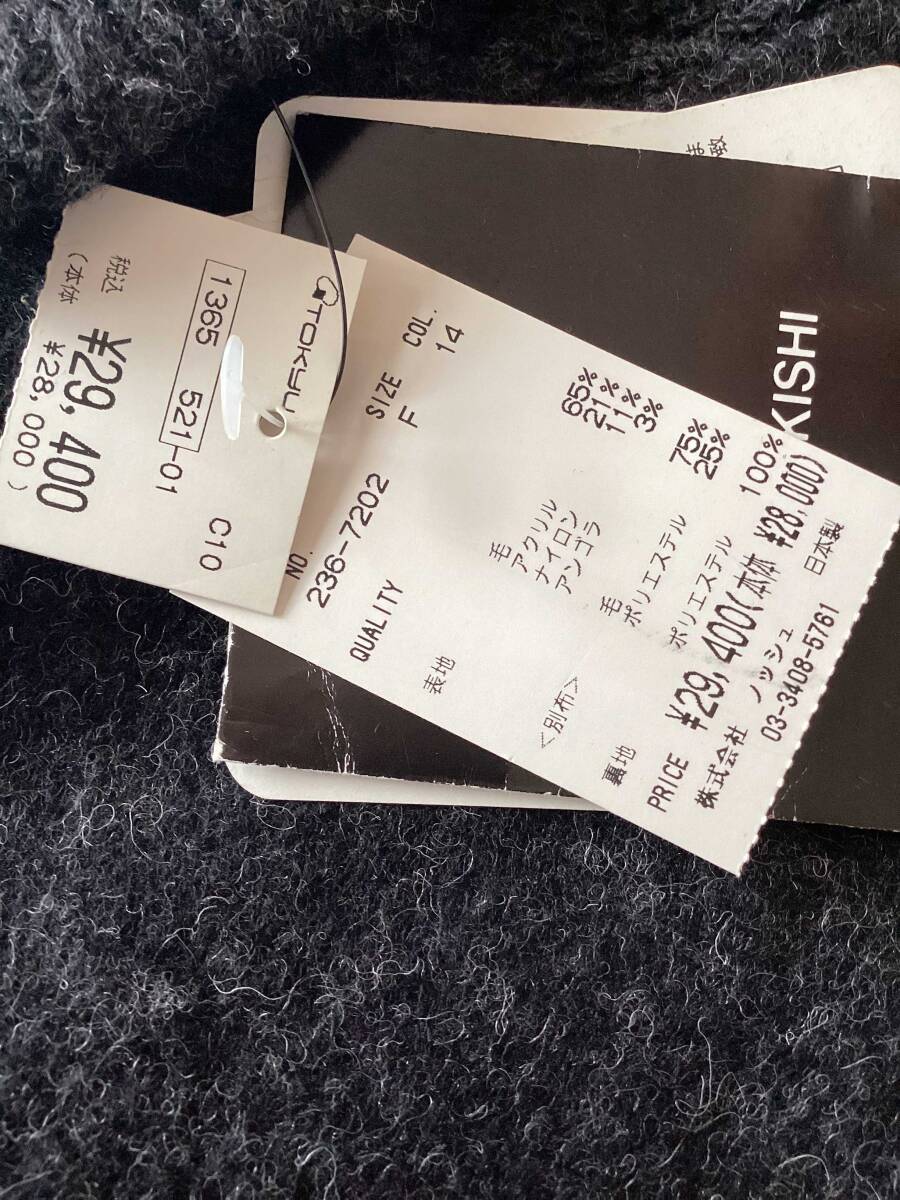 TOKYU
1365 521-01
C10
税込 ¥29,400
(本体 ¥28,000)
NO. SIZE COL.
236-7202 F 14
QUALITY
表地 毛 65%
アクリル 21%
ナイロン 11%
アンゴラ 3%
<別布> 毛 75%
ポリエステル 25%
裏地 ポリエステル 100%
PRICE ¥29,400(本体 ¥28,000)
株式会社 ノッシュ 日本製
03-3408-5761
KISHI
ま
敏